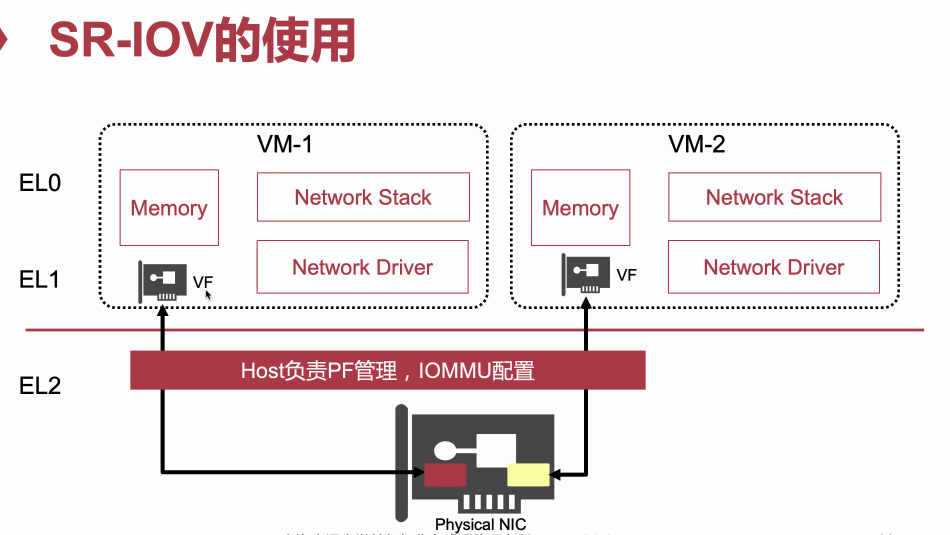 SR-IOV的使用
VM-1
VM-2
EL0
Memory
Network Stack
Memory
Network Stack
EL1
VF
Network Driver
VF
Network Driver
EL2
Host负责PF管理，IOMMU配置
Physical NIC